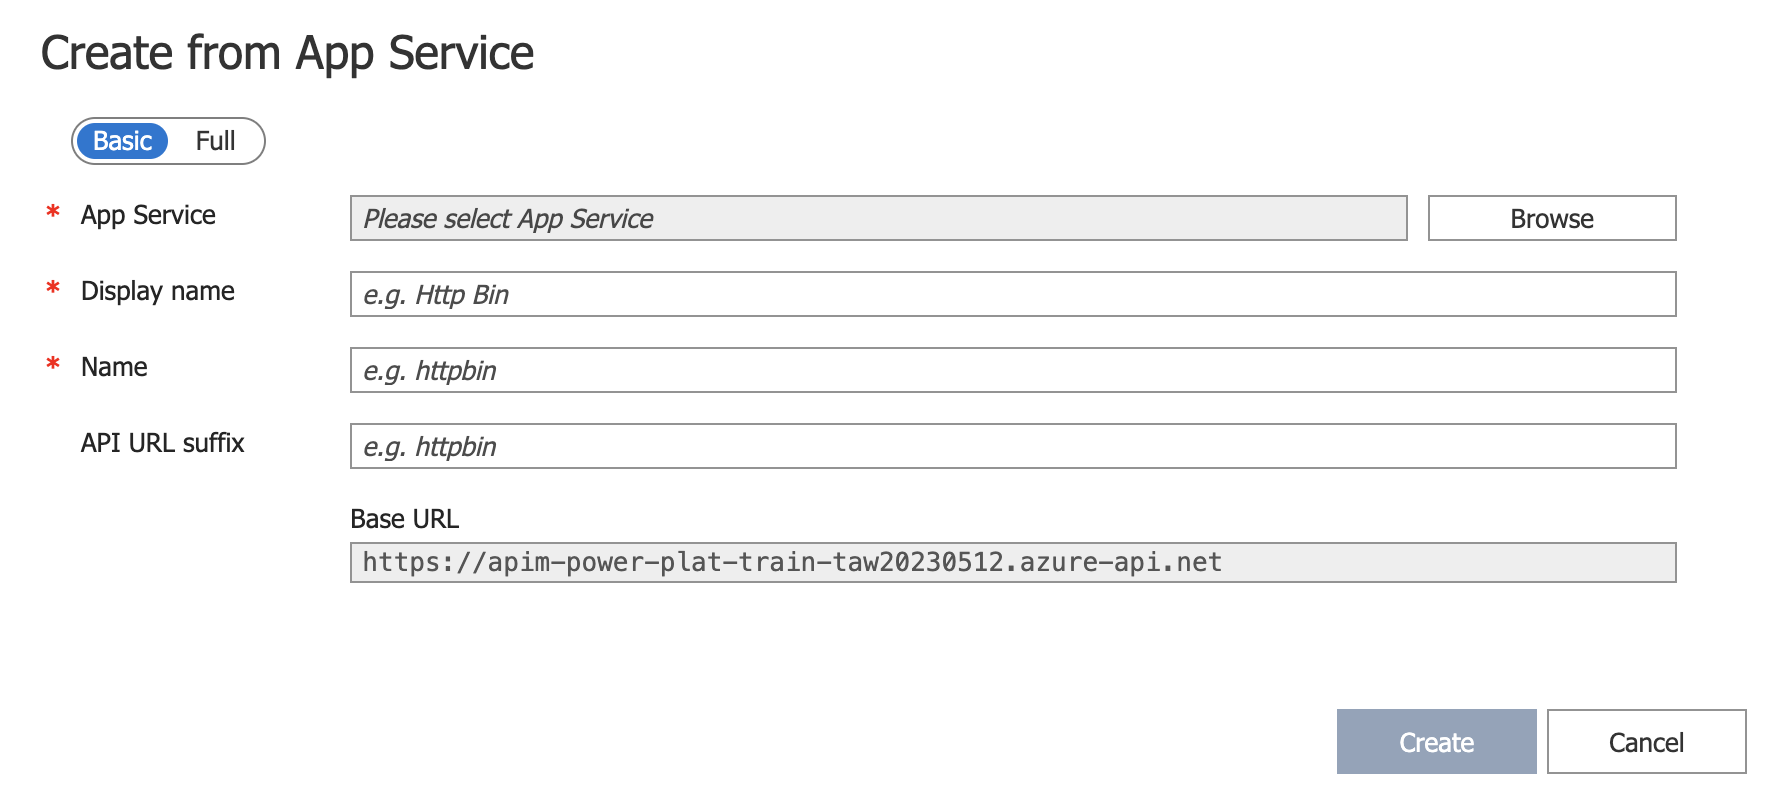 Create from App Service
Basic Full
* App Service Please select App Service Browse
* Display name e.g. Http Bin
* Name e.g. httpbin
API URL suffix e.g. httpbin
Base URL
https://apim-power-plat-train-taw20230512.azure-api.net
Create Cancel